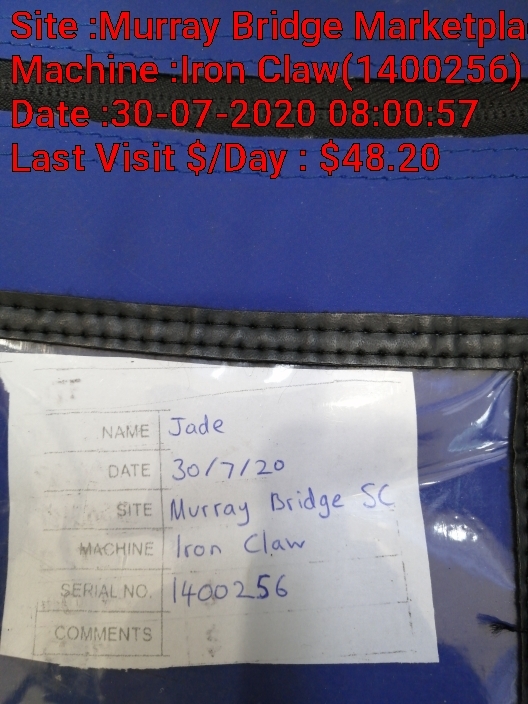 Site :Murray Bridge Marketpla
Machine :Iron Claw(1400256)
Date :30-07-2020 08:00:57
Last Visit $/Day : $48.20
NAME Jade
DATE 30/7/20
SITE Murray Bridge SC
MACHINE Iron Claw
SERIAL NO. 1400256
COMMENTS